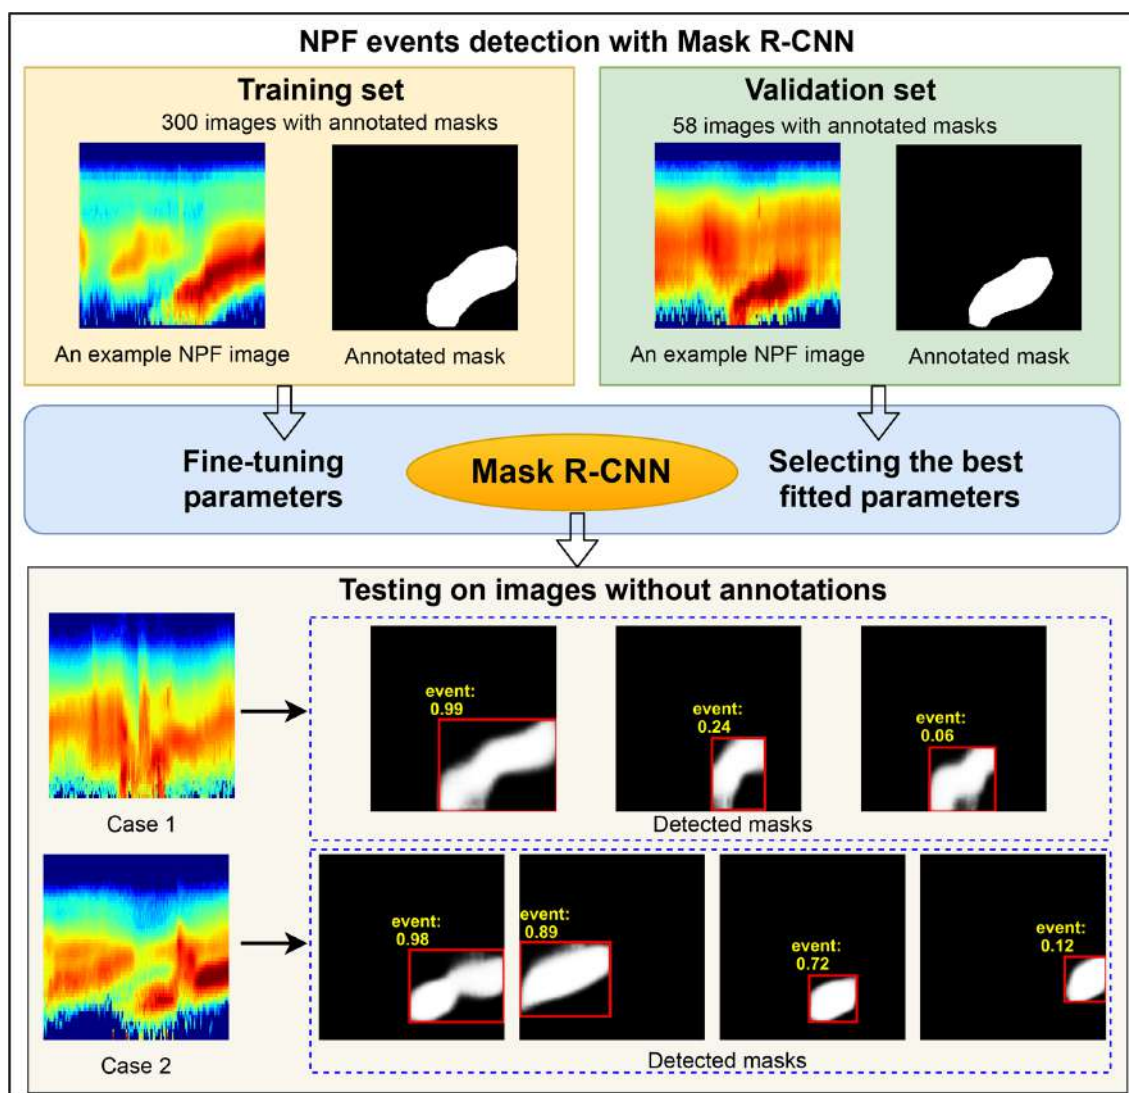 NPF events detection with Mask R-CNN
Training set
300 images with annotated masks
An example NPF image
Annotated mask
Validation set
58 images with annotated masks
An example NPF image
Annotated mask
Fine-tuning
parameters
Mask R-CNN
Selecting the best
fitted parameters
Testing on images without annotations
Case 1
event:
0.99
event:
0.24
event:
0.06
Detected masks
Case 2
event:
0.98
event:
0.89
event:
0.72
event:
0.12
Detected masks